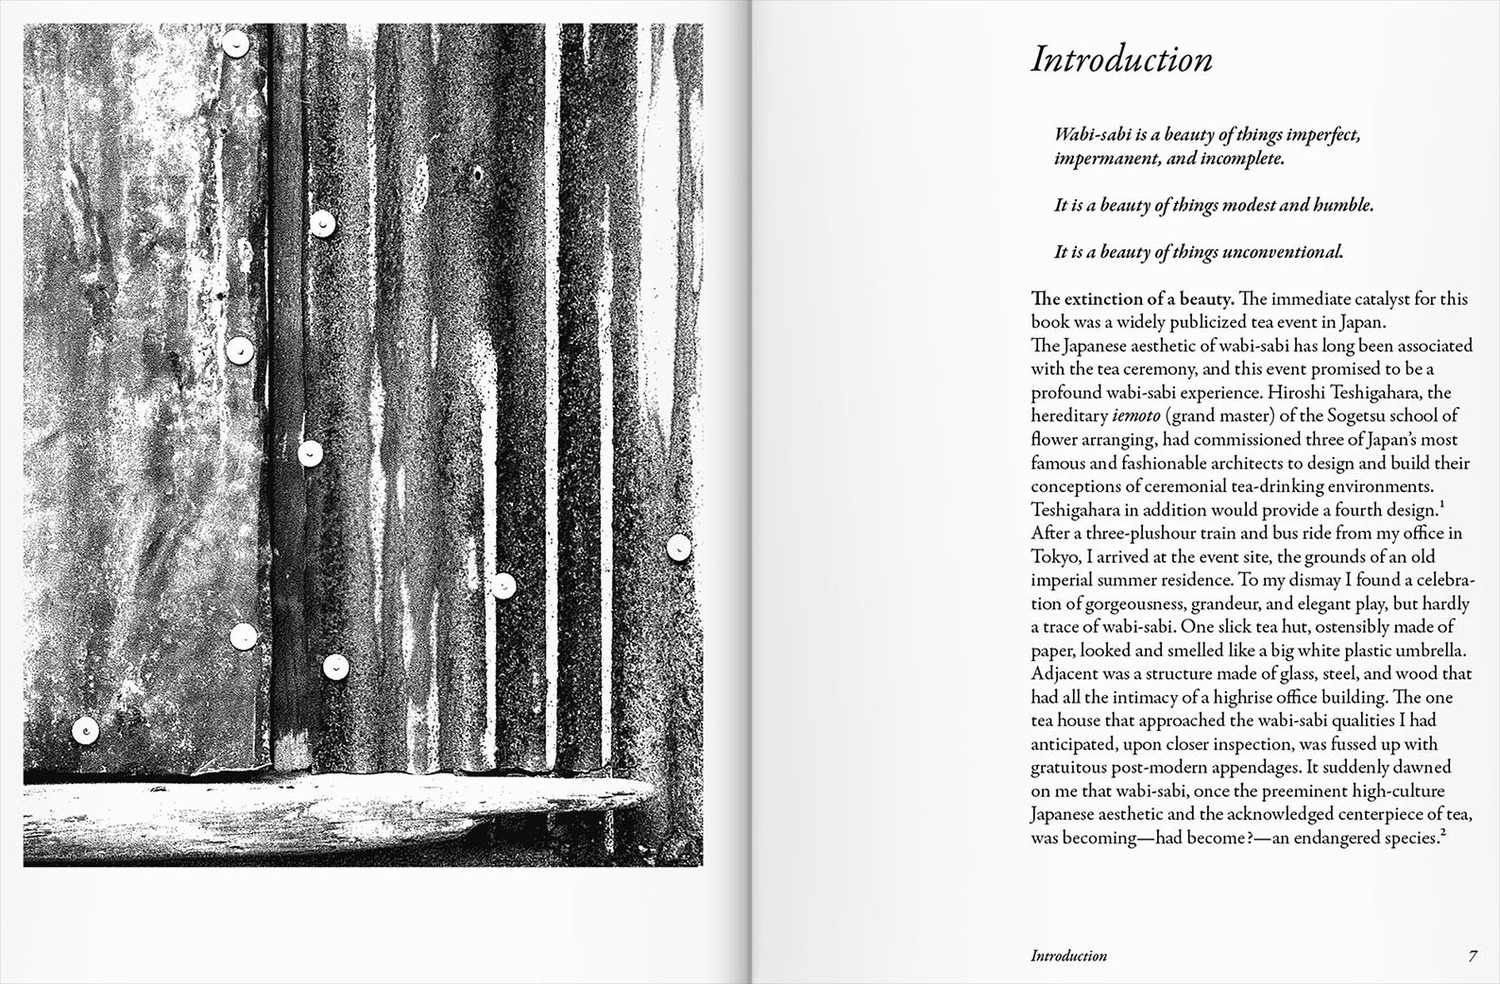 Introduction
Wabi-sabi is a beauty of things imperfect,
impermanent, and incomplete.
It is a beauty of things modest and humble.
It is a beauty of things unconventional.
The extinction of a beauty. The immediate catalyst for this
book was a widely publicized tea event in Japan.
The Japanese aesthetic of wabi-sabi has long been associated
with the tea ceremony, and this event promised to be a
profound wabi-sabi experience. Hiroshi Teshigahara, the
hereditary iemoto (grand master) of the Sogetsu school of
flower arranging, had commissioned three of Japan’s most
famous and fashionable architects to design and build their
conceptions of ceremonial tea-drinking environments.
Teshigahara in addition would provide a fourth design.¹
After a three-plushour train and bus ride from my office in
Tokyo, I arrived at the event site, the grounds of an old
imperial summer residence. To my dismay I found a celebra-
tion of gorgeousness, grandeur, and elegant play, but hardly
a trace of wabi-sabi. One slick tea hut, ostensibly made of
paper, looked and smelled like a big white plastic umbrella.
Adjacent was a structure made of glass, steel, and wood that
had all the intimacy of a highrise office building. The one
tea house that approached the wabi-sabi qualities I had
anticipated, upon closer inspection, was fussed up with
gratuitous post-modern appendages. It suddenly dawned
on me that wabi-sabi, once the preeminent high-culture
Japanese aesthetic and the acknowledged centerpiece of tea,
was becoming—had become?—an endangered species.²
Introduction
7